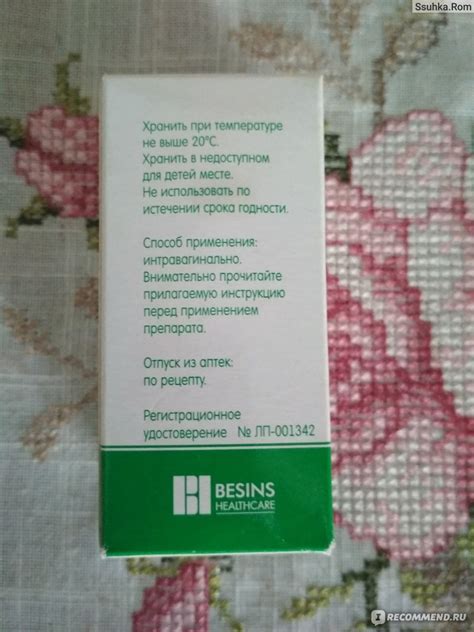 Ssuhka.Rom
Хранить при температуре
не выше 20°С.
Хранить в недоступном
для детей месте.
Не использовать по
истечении срока годности.
Способ применения:
интравагинально.
Внимательно прочитайте
прилагаемую инструкцию
перед применением
препарата.
Отпуск из аптек:
по рецепту.
Регистрационное
удостоверение № ЛП-001342
BESINS
HEALTHCARE
RECOMMEND.RU